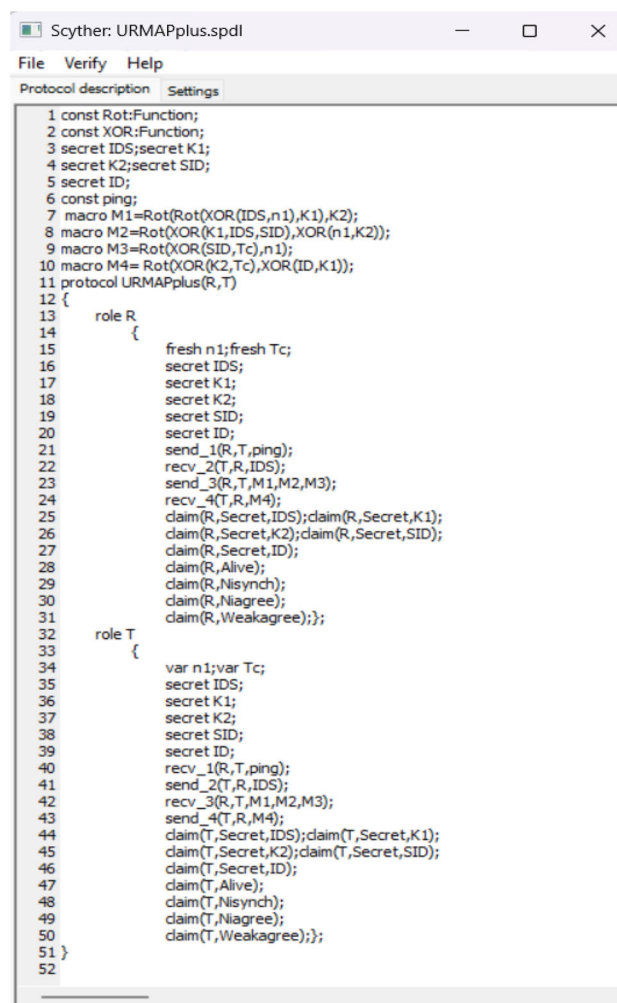 Scyther: URMAPplus.spdl
File Verify Help
Protocol description Settings
1 const Rot:Function;
2 const XOR:Function;
3 secret IDS;secret K1;
4 secret K2;secret SID;
5 secret ID;
6 const ping;
7 macro M1=Rot(Rot(XOR(IDS,n1),K1),K2);
8 macro M2=Rot(XOR(K1,IDS,SID),XOR(n1,K2));
9 macro M3=Rot(XOR(SID,Tc),n1);
10 macro M4= Rot(XOR(K2,Tc),XOR(ID,K1));
11 protocol URMAPplus(R,T)
12 {
13 role R
14 {
15 fresh n1;fresh Tc;
16 secret IDS;
17 secret K1;
18 secret K2;
19 secret SID;
20 secret ID;
21 send_1(R,T,ping);
22 recv_2(T,R,IDS);
23 send_3(R,T,M1,M2,M3);
24 recv_4(T,R,M4);
25 claim(R,Secret,IDS);claim(R,Secret,K1);
26 claim(R,Secret,K2);claim(R,Secret,SID);
27 claim(R,Secret,ID);
28 claim(R,Alive);
29 claim(R,Nisynch);
30 claim(R,Niagree);
31 claim(R,Weakagree);};
32 role T
33 {
34 var n1;var Tc;
35 secret IDS;
36 secret K1;
37 secret K2;
38 secret SID;
39 secret ID;
40 recv_1(R,T,ping);
41 send_2(T,R,IDS);
42 recv_3(R,T,M1,M2,M3);
43 send_4(T,R,M4);
44 claim(T,Secret,IDS);claim(T,Secret,K1);
45 claim(T,Secret,K2);claim(T,Secret,SID);
46 claim(T,Secret,ID);
47 claim(T,Alive);
48 claim(T,Nisynch);
49 claim(T,Niagree);
50 claim(T,Weakagree);};
51 }
52